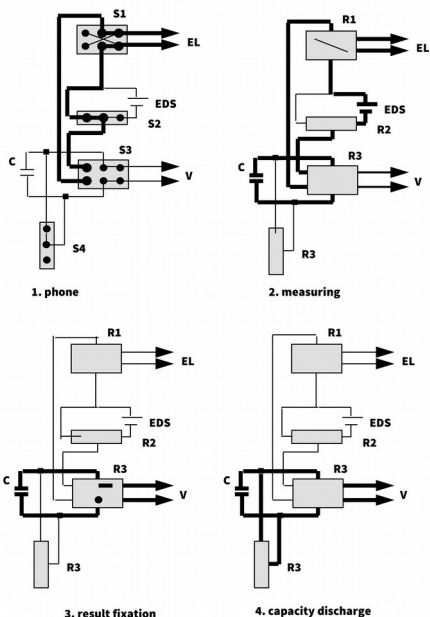 S1
EL
EDS
S2
S3
C
V
S4
1. phone
R1
EL
EDS
R2
R3
C
V
R3
2. measuring
R1
EL
EDS
R2
R3
C
V
R3
3. result fixation
R1
EL
EDS
R2
R3
C
V
R3
4. capacity discharge